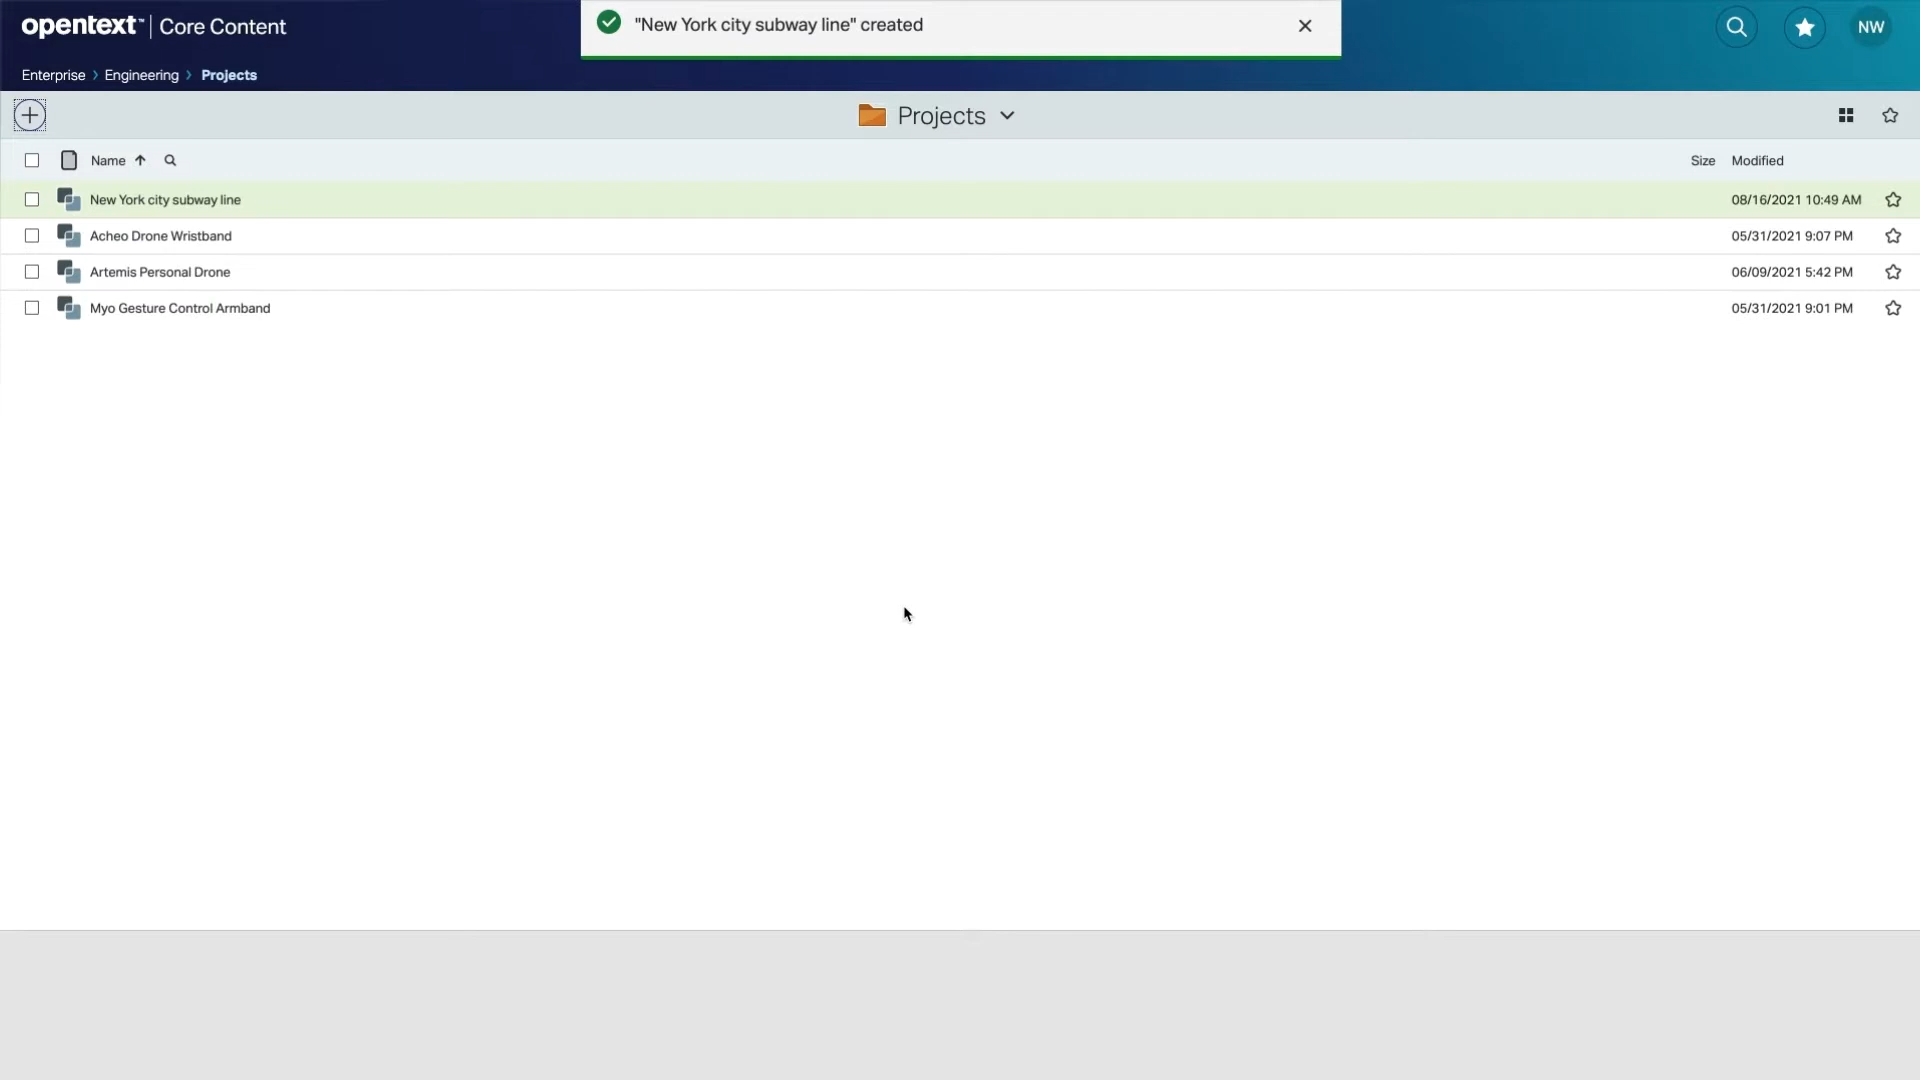 opentext™ | Core Content
"New York city subway line" created
NW
Enterprise > Engineering > Projects
Projects
Name
Size
Modified
New York city subway line
08/16/2021 10:49 AM
Acheo Drone Wristband
05/31/2021 9:07 PM
Artemis Personal Drone
06/09/2021 5:42 PM
Myo Gesture Control Armband
05/31/2021 9:01 PM